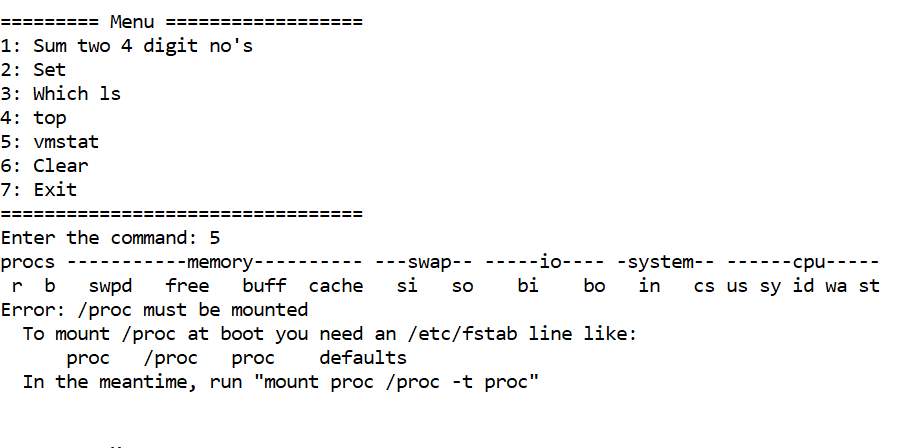 ========= Menu ==================
1: Sum two 4 digit no's
2: Set
3: Which ls
4: top
5: vmstat
6: Clear
7: Exit
=================================
Enter the command: 5
procs -----------memory---------- ---swap-- -----io---- -system-- ------cpu-----
 r  b   swpd   free   buff  cache   si   so    bi    bo   in   cs us sy id wa st
Error: /proc must be mounted
  To mount /proc at boot you need an /etc/fstab line like:
      proc   /proc   proc    defaults
  In the meantime, run "mount proc /proc -t proc"